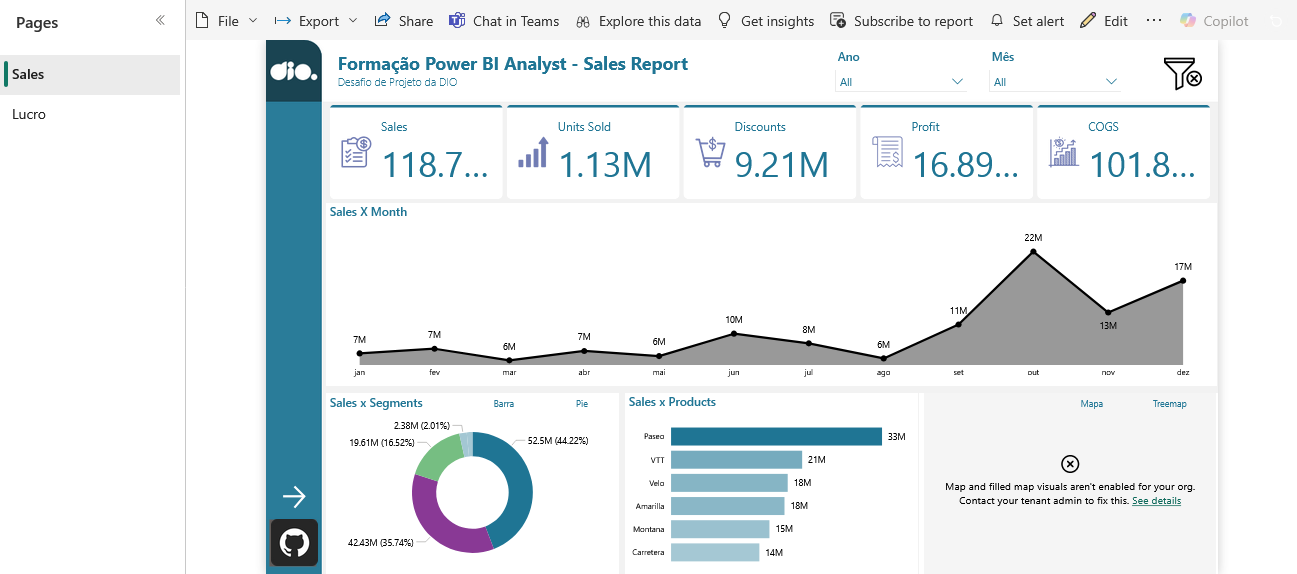 Pages
Sales
Lucro
File Export Share Chat in Teams Explore this data Get insights Subscribe to report Set alert Edit ... Copilot
dio.
Formação Power BI Analyst - Sales Report
Desafio de Projeto da DIO
Ano
All
Mês
All
Sales
118.7...
Units Sold
1.13M
Discounts
9.21M
Profit
16.89...
COGS
101.8...
Sales X Month
7M 7M 6M 7M 6M 10M 8M 6M 11M 22M 13M 17M
jan fev mar abr mai jun jul ago set out nov dez
Sales x Segments
Barra Pie
2.38M (2.01%)
19.61M (16.52%)
52.5M (44.22%)
42.43M (35.74%)
Sales x Products
Paseo 33M
VTT 21M
Velo 18M
Amarilla 18M
Montana 15M
Carretera 14M
Mapa Treemap
Map and filled map visuals aren't enabled for your org.
Contact your tenant admin to fix this. See details